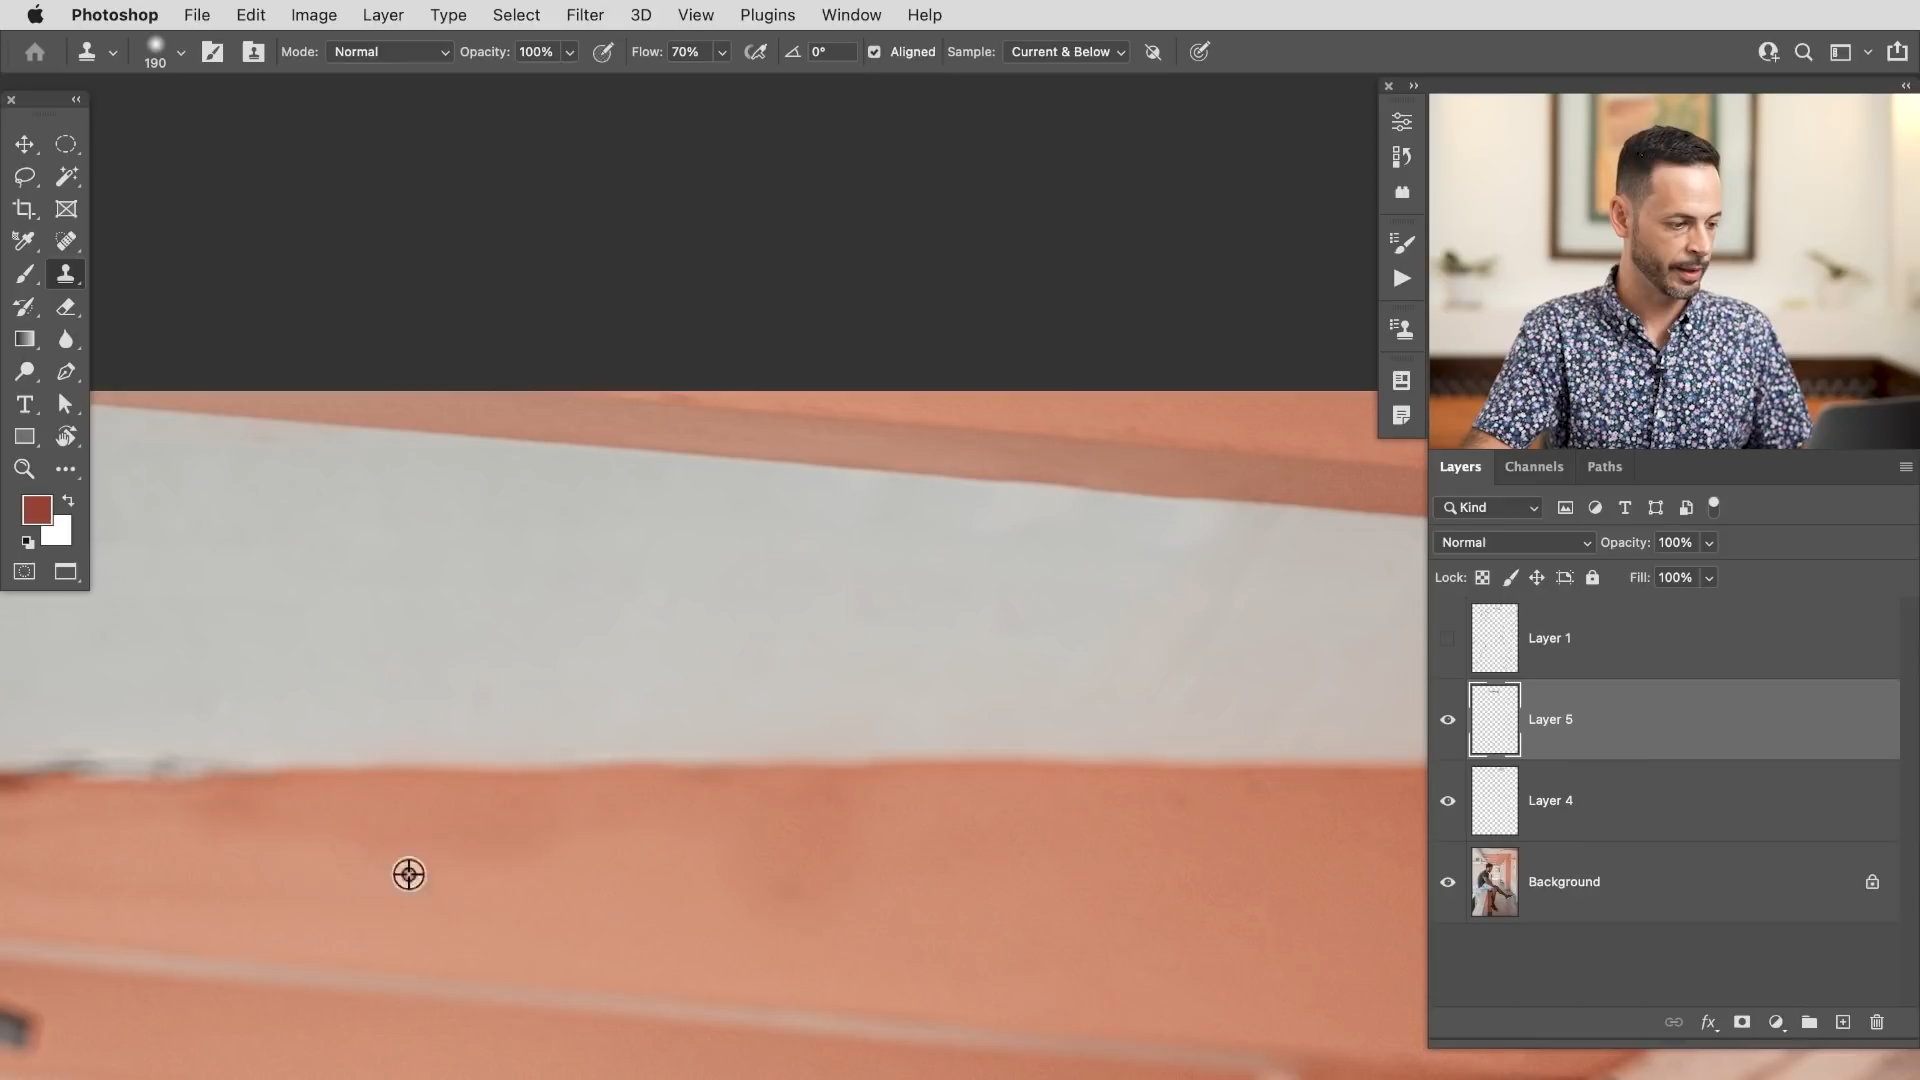 Photoshop File Edit Image Layer Type Select Filter 3D View Plugins Window Help
190 Mode: Normal Opacity: 100% Flow: 70% 0° Aligned Sample: Current & Below
Layers Channels Paths
Kind
Normal Opacity: 100%
Lock: Fill: 100%
Layer 1
Layer 5
Layer 4
Background
fx